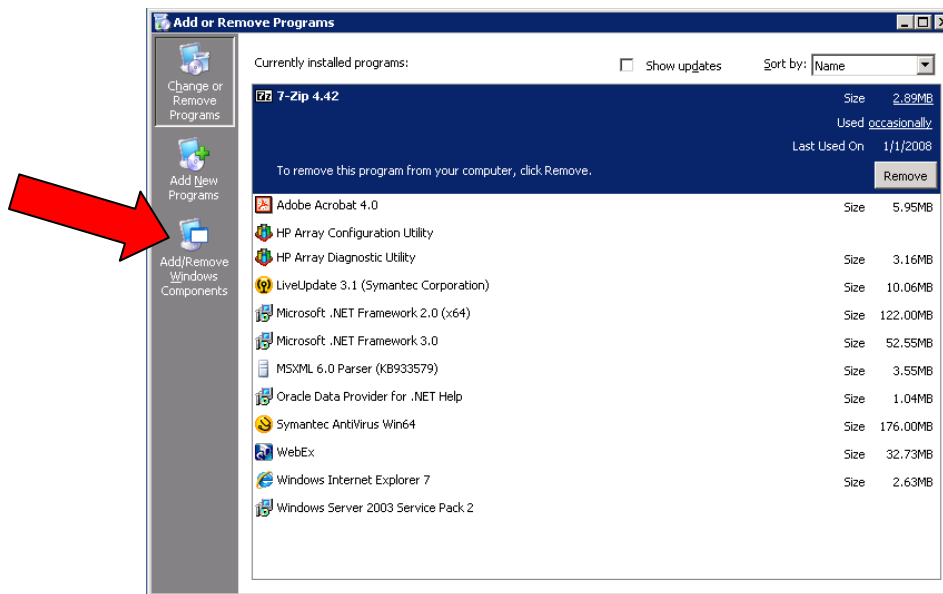 Add or Remove Programs
Change or
Remove
Programs
Add New
Programs
Add/Remove
Windows
Components
Currently installed programs:
Show updates
Sort by: Name
7-Zip 4.42
Size 2.89MB
Used occasionally
Last Used On 1/1/2008
To remove this program from your computer, click Remove.
Remove
Adobe Acrobat 4.0 Size 5.95MB
HP Array Configuration Utility
HP Array Diagnostic Utility Size 3.16MB
LiveUpdate 3.1 (Symantec Corporation) Size 10.06MB
Microsoft .NET Framework 2.0 (x64) Size 122.00MB
Microsoft .NET Framework 3.0 Size 52.55MB
MSXML 6.0 Parser (KB933579) Size 3.55MB
Oracle Data Provider for .NET Help Size 1.04MB
Symantec AntiVirus Win64 Size 176.00MB
WebEx Size 32.73MB
Windows Internet Explorer 7 Size 2.63MB
Windows Server 2003 Service Pack 2